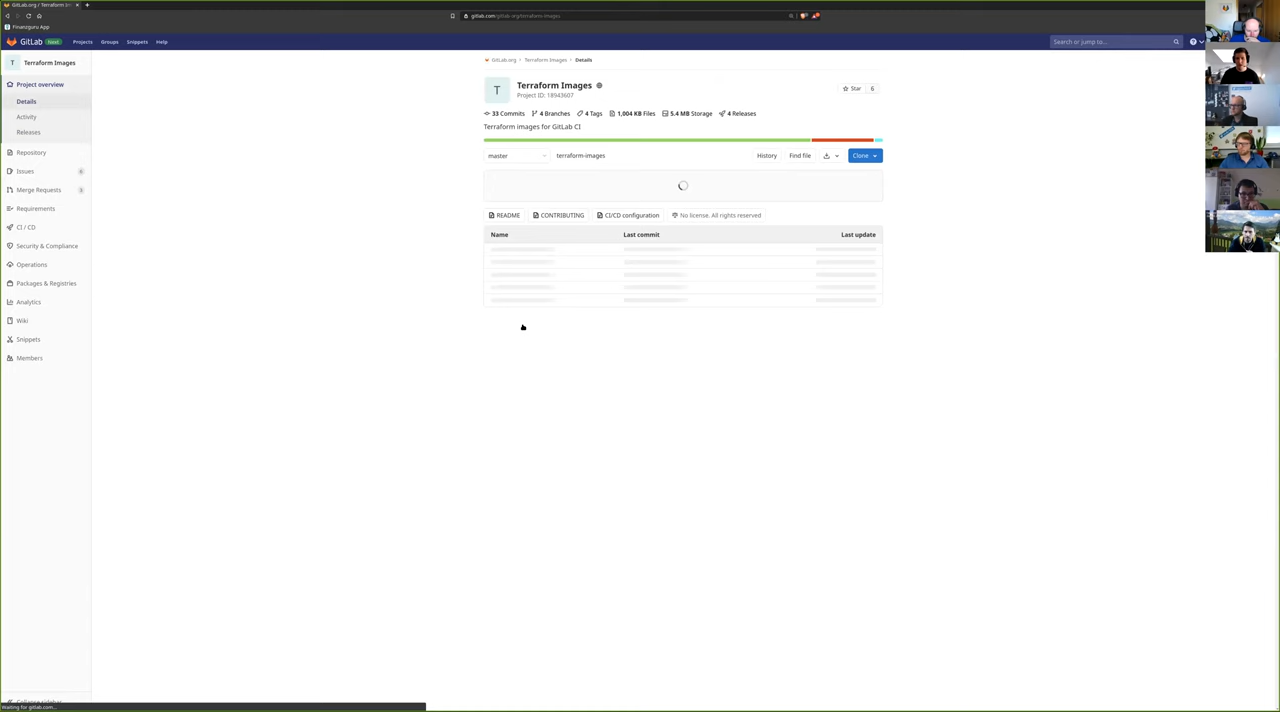 GitLab.org / Terraform Im
gitlab.com/gitlab-org/terraform-images
Finanzguru App
GitLab Next Projects Groups Snippets Help Search or jump to...
T Terraform Images
GitLab.org > Terraform Images > Details
Project overview
Details
Activity
Releases
Repository
Issues 6
Merge Requests 3
Requirements
CI / CD
Security & Compliance
Operations
Packages & Registries
Analytics
Wiki
Snippets
Members
Collapse sidebar
T
Terraform Images
Project ID: 18943607
Star 6
33 Commits 4 Branches 4 Tags 1,004 KB Files 5.4 MB Storage 4 Releases
Terraform images for GitLab CI
master terraform-images History Find file Clone
README CONTRIBUTING CI/CD configuration No license. All rights reserved
Name Last commit Last update
Waiting for gitlab.com...